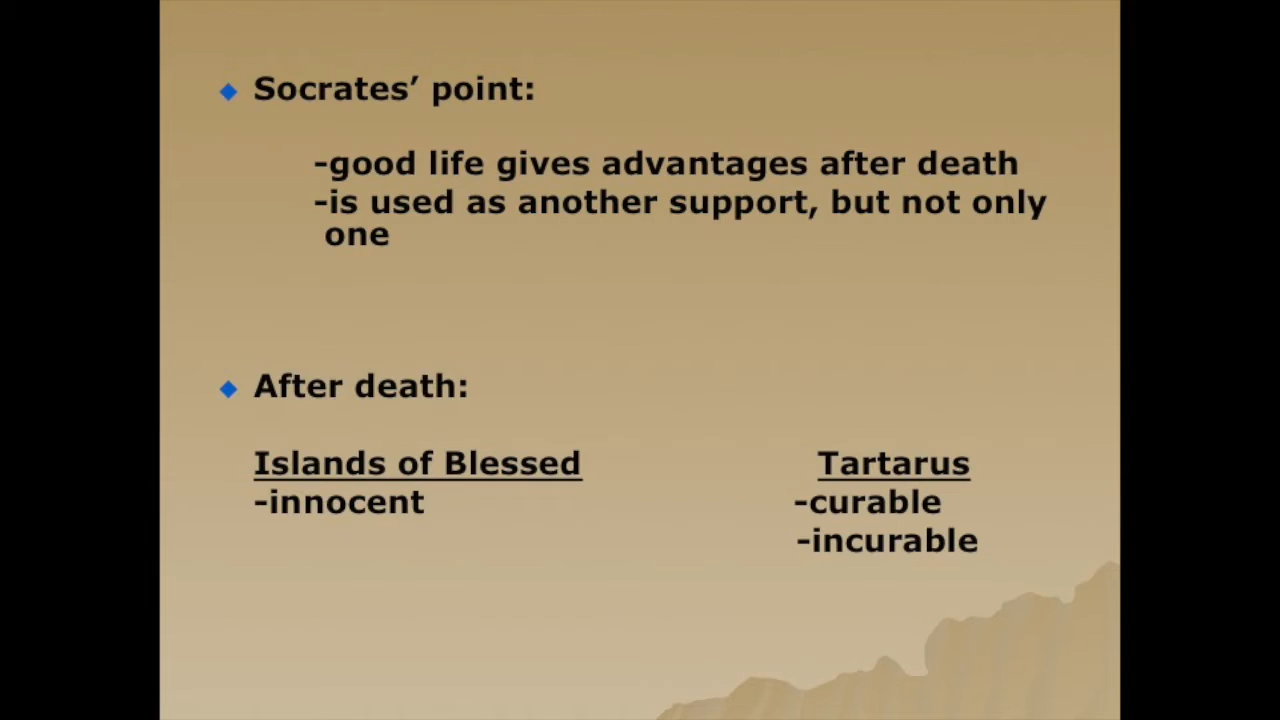 Socrates’ point:
-good life gives advantages after death
-is used as another support, but not only
one
After death:
Islands of Blessed
-innocent
Tartarus
-curable
-incurable